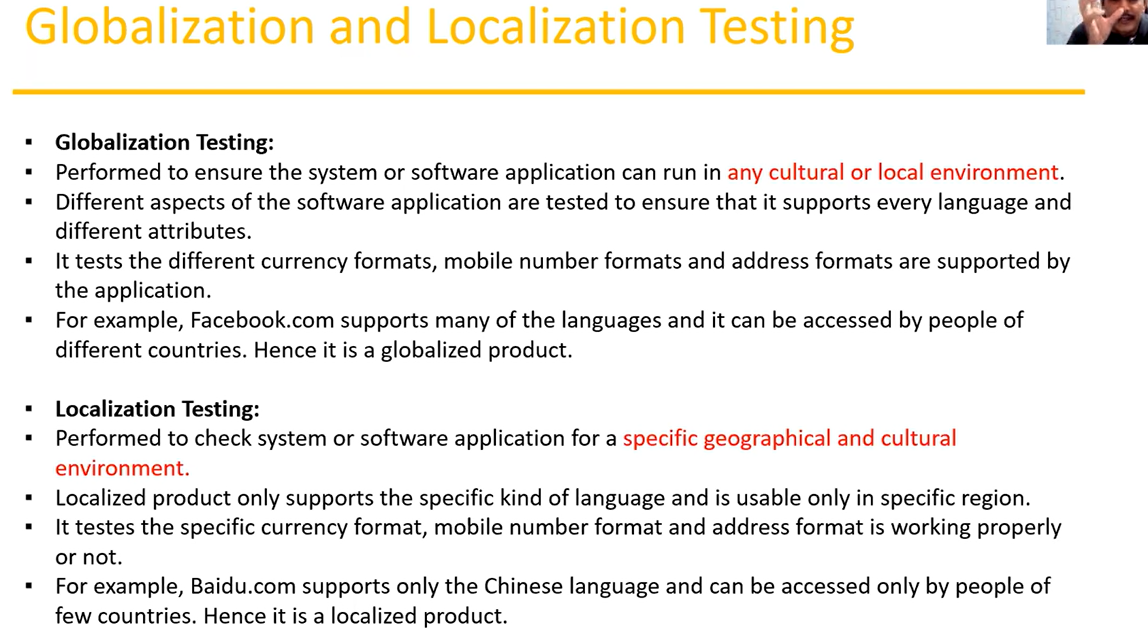 Globalization and Localization Testing
▪ Globalization Testing:
▪ Performed to ensure the system or software application can run in any cultural or local environment.
▪ Different aspects of the software application are tested to ensure that it supports every language and
different attributes.
▪ It tests the different currency formats, mobile number formats and address formats are supported by
the application.
▪ For example, Facebook.com supports many of the languages and it can be accessed by people of
different countries. Hence it is a globalized product.
▪ Localization Testing:
▪ Performed to check system or software application for a specific geographical and cultural
environment.
▪ Localized product only supports the specific kind of language and is usable only in specific region.
▪ It testes the specific currency format, mobile number format and address format is working properly
or not.
▪ For example, Baidu.com supports only the Chinese language and can be accessed only by people of
few countries. Hence it is a localized product.